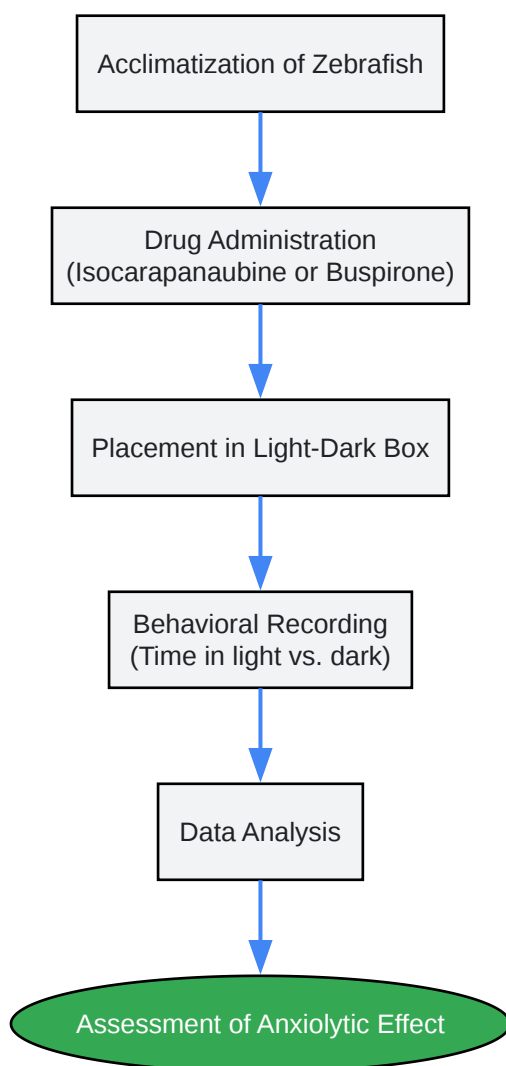 Acclimatization of Zebrafish
Drug Administration
(Isocarapanaubine or Buspirone)
Placement in Light-Dark Box
Behavioral Recording
(Time in light vs. dark)
Data Analysis
Assessment of Anxiolytic Effect